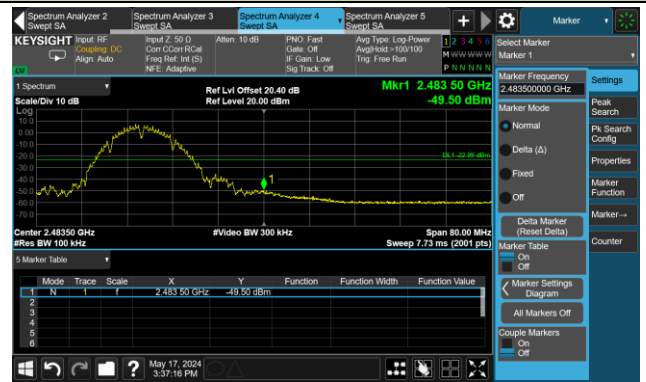 Spectrum Analyzer 2
Swept SA
Spectrum Analyzer 3
Swept SA
Spectrum Analyzer 4
Swept SA
Spectrum Analyzer 5
Swept SA
+
Marker
KEYSIGHT
Input: RF
Coupling: DC
Align: Auto
Input Z: 50 Ω
Corr CCorr RCal
Freq Ref: Int (S)
NFE: Adaptive
Atten: 10 dB
PNO: Fast
Gate: Off
IF Gain: Low
Sig Track: Off
Avg Type: Log-Power
Avg|Hold:>100/100
Trig: Free Run
1 2 3 4 5 6
M W W W W W
P N N N N N
LXI
Select Marker
Marker 1
1 Spectrum
Scale/Div 10 dB
Ref Lvl Offset 20.40 dB
Ref Level 20.00 dBm
Mkr1 2.483 50 GHz
-49.50 dBm
Log
10.0
0.00
-10.0
-20.0
-30.0
-40.0
-50.0
-60.0
-70.0
DL1 -22.95 dBm
1
Center 2.48350 GHz
#Res BW 100 kHz
#Video BW 300 kHz
Span 80.00 MHz
Sweep 7.73 ms (2001 pts)
5 Marker Table
Mode Trace Scale X Y Function Function Width Function Value
1 N 1 f 2.483 50 GHz -49.50 dBm
2
3
4
5
6
Marker Frequency
2.483500000 GHz
Marker Mode
Normal
Delta (Δ)
Fixed
Off
Delta Marker
(Reset Delta)
Marker Table
On
Off
Marker Settings
Diagram
All Markers Off
Couple Markers
On
Off
Settings
Peak
Search
Pk Search
Config
Properties
Marker
Function
Marker→
Counter
?
May 17, 2024
3:37:16 PM